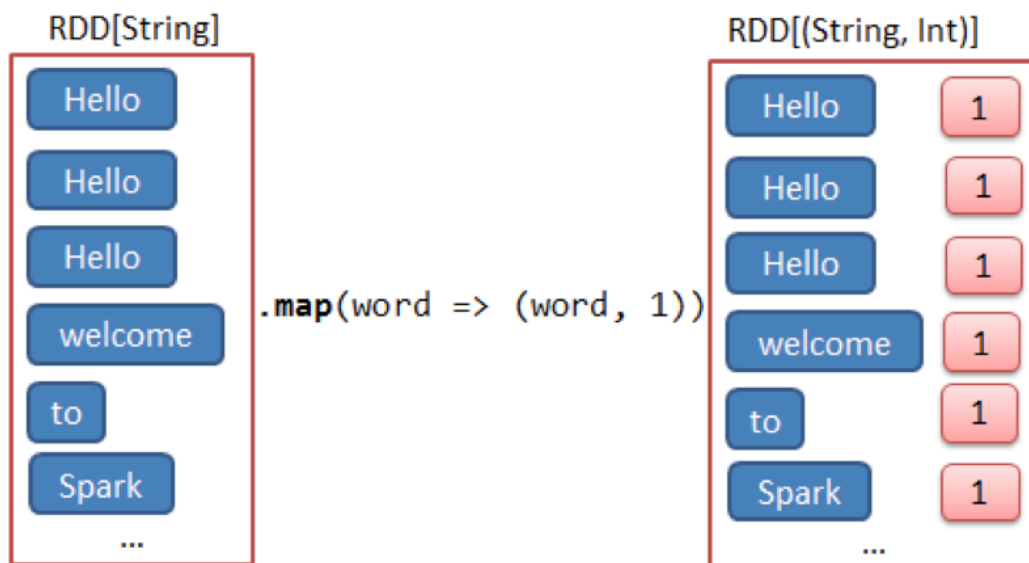 RDD[String]
Hello
Hello
Hello
welcome
to
Spark
...
.map(word => (word, 1))
RDD[(String, Int)]
Hello 1
Hello 1
Hello 1
welcome 1
to 1
Spark 1
...